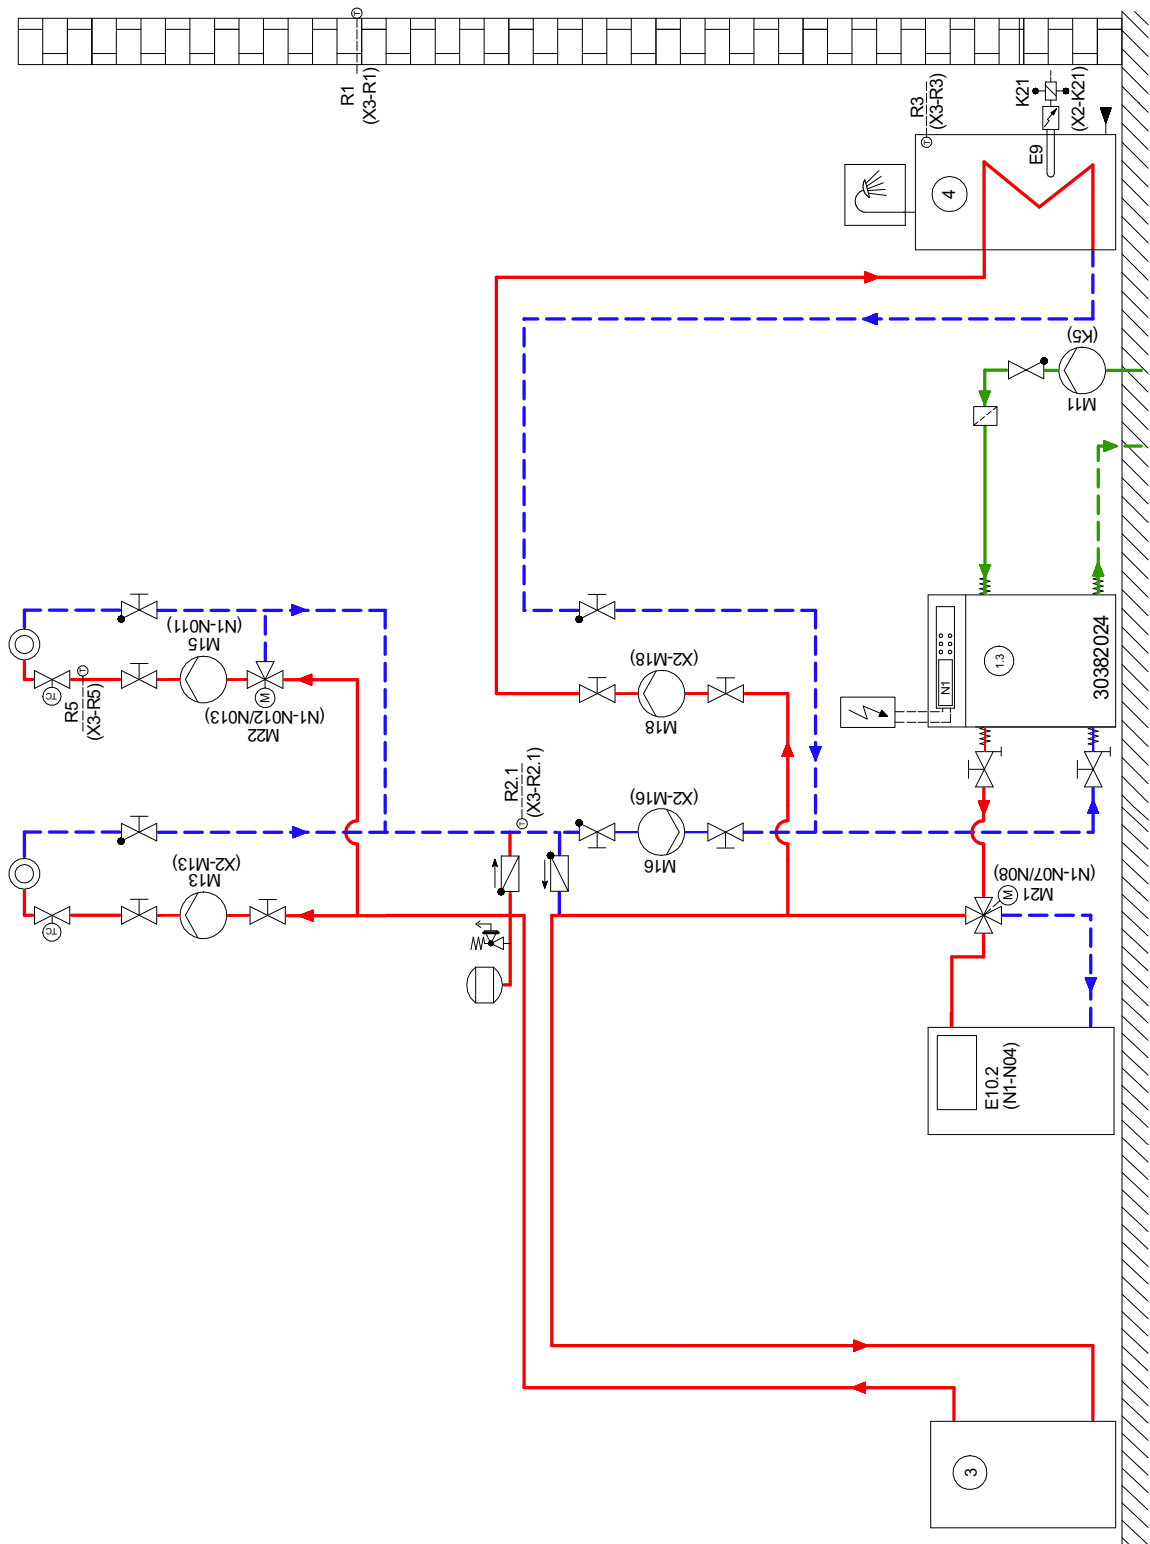 R1
(X3-R1)
R3
(X3-R3)
K21
(X2-K21)
E9
4
T
T
M11
(K5)
M15
(N1-N011)
TC
T
R5
(X3-R5)
M
M22
(N1-N012/N013)
M18
(X2-M18)
N1
1.3
30382024
R2.1
(X3-R2.1)
T
M13
(X2-M13)
TC
M16
(X2-M16)
M
M21
(N1-N07/N08)
E10.2
(N1-N04)
3